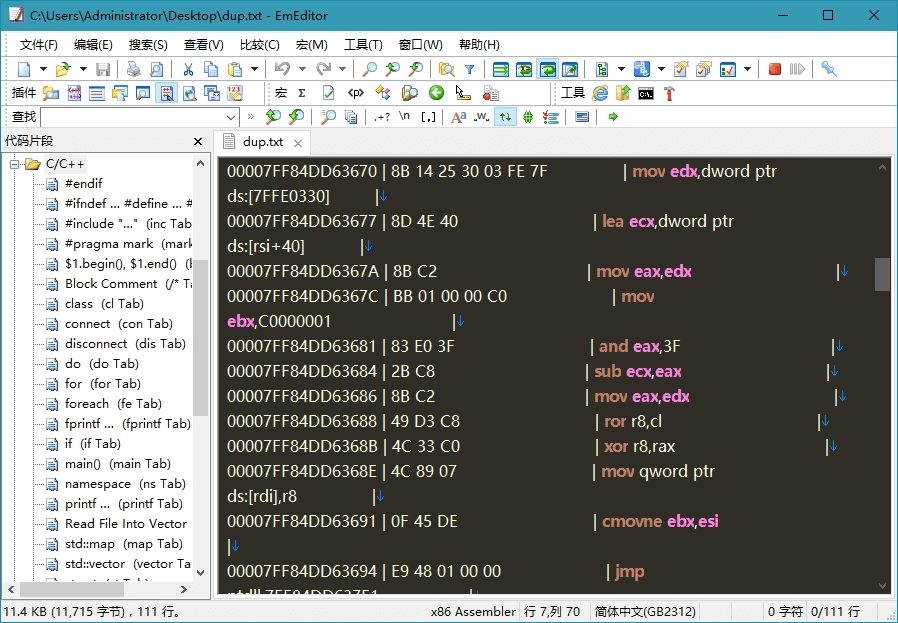 C:\Users\Administrator\Desktop\dup.txt - EmEditor
文件(F) 编辑(E) 搜索(S) 查看(V) 比较(C) 宏(M) 工具(T) 窗口(W) 帮助(H)
插件 宏 Σ <p> 工具
查找 » .+? \n [,] Aa .w.
代码片段
dup.txt
C/C++
#endif
#ifndef ... #define ... #
#include "..." (inc Tab
#pragma mark (mark
$1.begin(), $1.end() (b
Block Comment (/* Ta
class (cl Tab)
connect (con Tab)
disconnect (dis Tab)
do (do Tab)
for (for Tab)
foreach (fe Tab)
fprintf ... (fprintf Tab)
if (if Tab)
main() (main Tab)
namespace (ns Tab)
printf ... (printf Tab)
Read File Into Vector
std::map (map Tab)
std::vector (vector Ta
00007FF84DD63670 | 8B 14 25 30 03 FE 7F | mov edx,dword ptr
ds:[7FFE0330] |↓
00007FF84DD63677 | 8D 4E 40 | lea ecx,dword ptr
ds:[rsi+40] |↓
00007FF84DD6367A | 8B C2 | mov eax,edx |↓
00007FF84DD6367C | BB 01 00 00 C0 | mov
ebx,C0000001 |↓
00007FF84DD63681 | 83 E0 3F | and eax,3F |↓
00007FF84DD63684 | 2B C8 | sub ecx,eax |↓
00007FF84DD63686 | 8B C2 | mov eax,edx |↓
00007FF84DD63688 | 49 D3 C8 | ror r8,cl |↓
00007FF84DD6368B | 4C 33 C0 | xor r8,rax |↓
00007FF84DD6368E | 4C 89 07 | mov qword ptr
ds:[rdi],r8 |↓
00007FF84DD63691 | 0F 45 DE | cmovne ebx,esi
|↓
00007FF84DD63694 | E9 48 01 00 00 | jmp
11.4 KB (11,715 字节)，111 行。 x86 Assembler 行 7,列 70 简体中文(GB2312) 0 字符 0/111 行